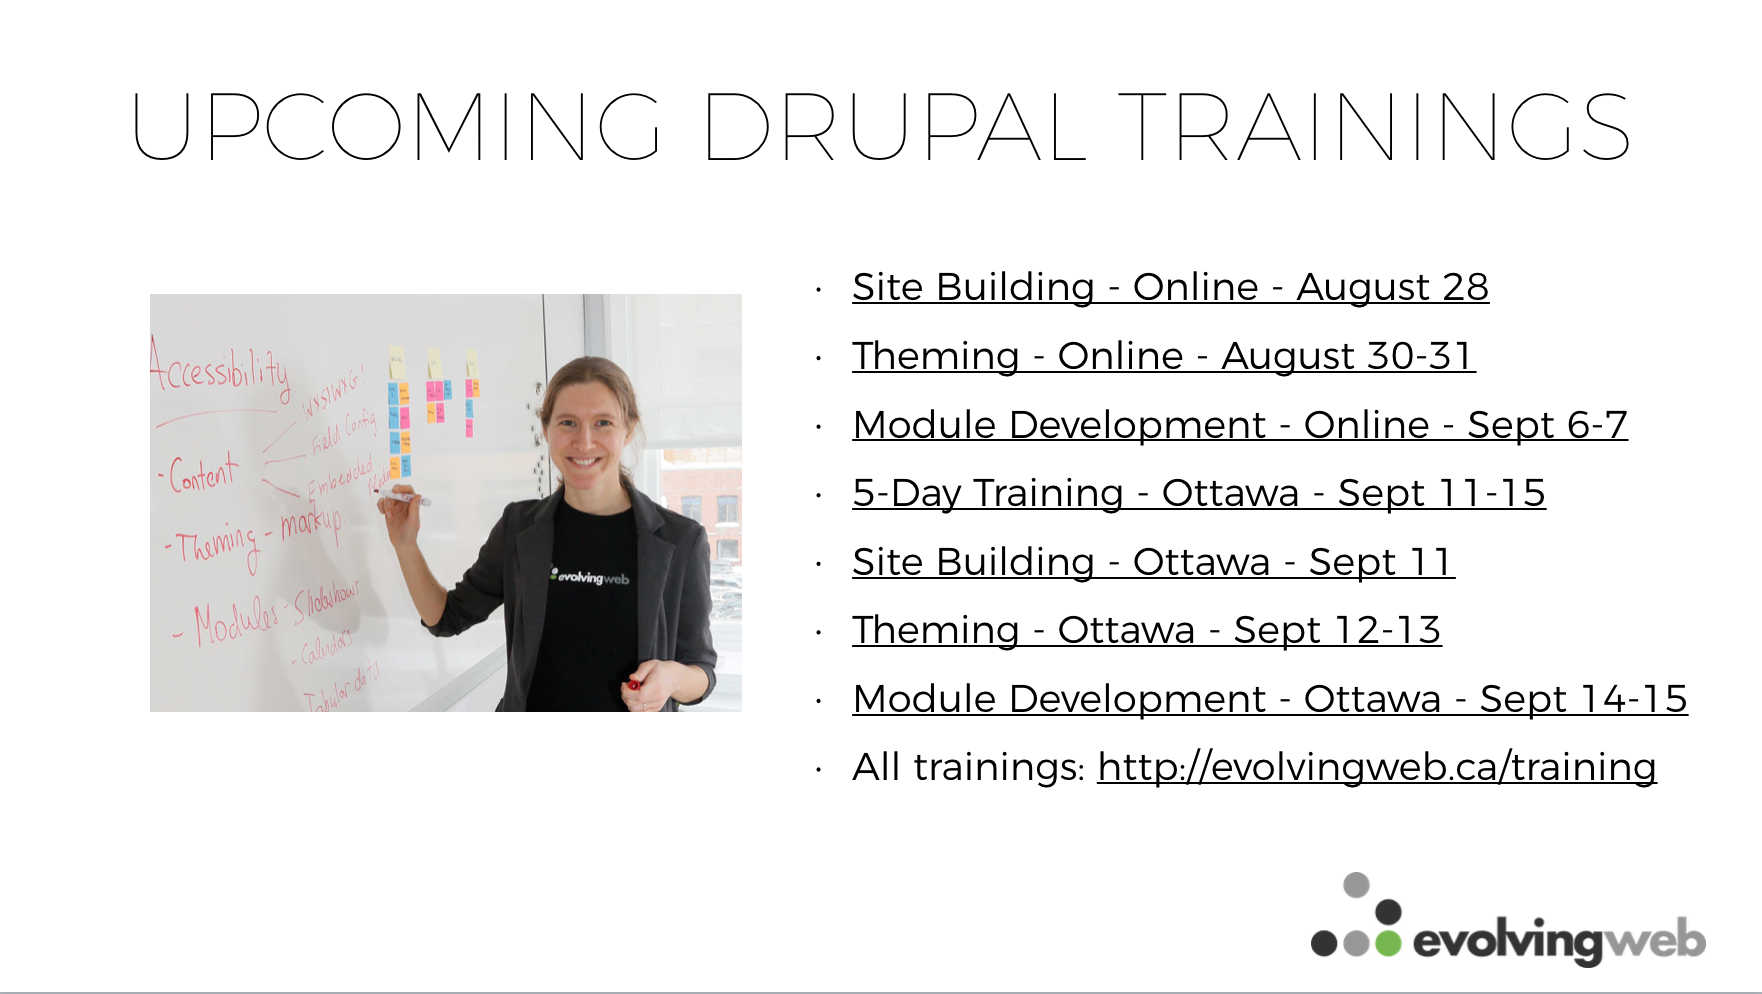 UPCOMING DRUPAL TRAININGS
Accessibility
WYSIWYG!
Field Config
- Content
Embedded
- Theming - markup
- Modules - Slideshows
- Calendars
Tabular data
evolvingweb
· Site Building - Online - August 28
· Theming - Online - August 30-31
· Module Development - Online - Sept 6-7
· 5-Day Training - Ottawa - Sept 11-15
· Site Building - Ottawa - Sept 11
· Theming - Ottawa - Sept 12-13
· Module Development - Ottawa - Sept 14-15
· All trainings: http://evolvingweb.ca/training
evolvingweb